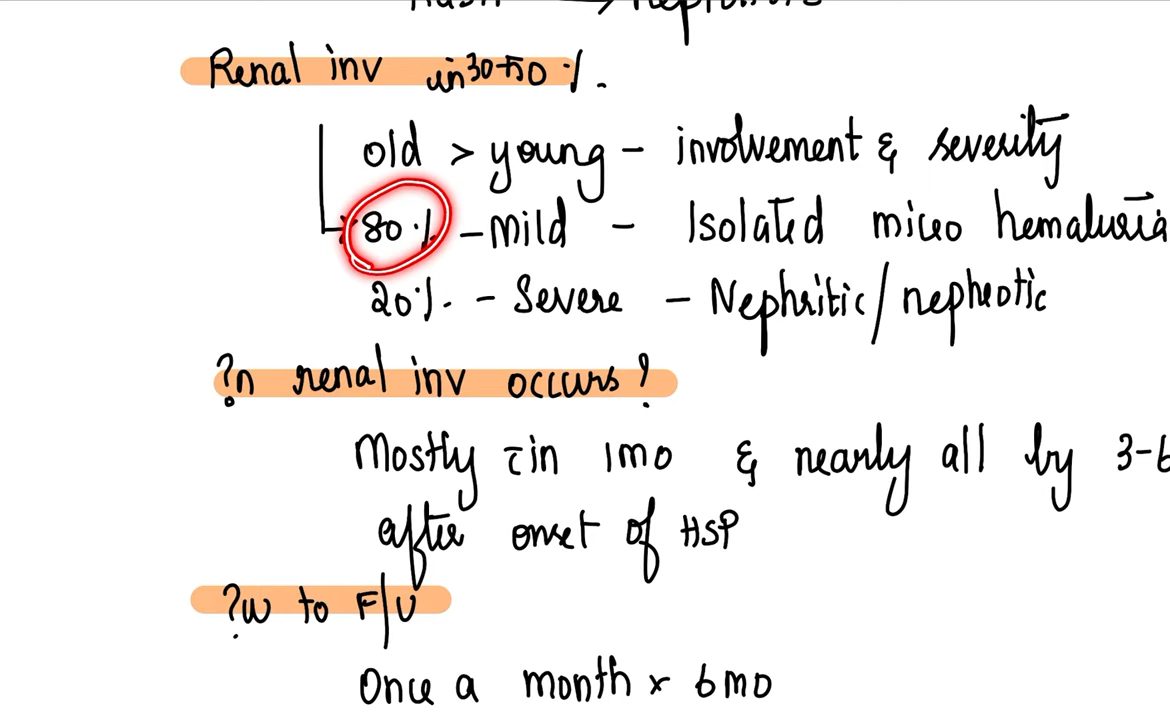 Renal inv in 30-50 %.
old > young - involvement & severity
80 % - Mild - Isolated micro hematuria
20 %. - Severe - Nephritic/nephrotic
?n renal inv occurs?
Mostly in 1mo & nearly all by 3-6
after onset of HSP
?w to F/U
Once a month x 6mo